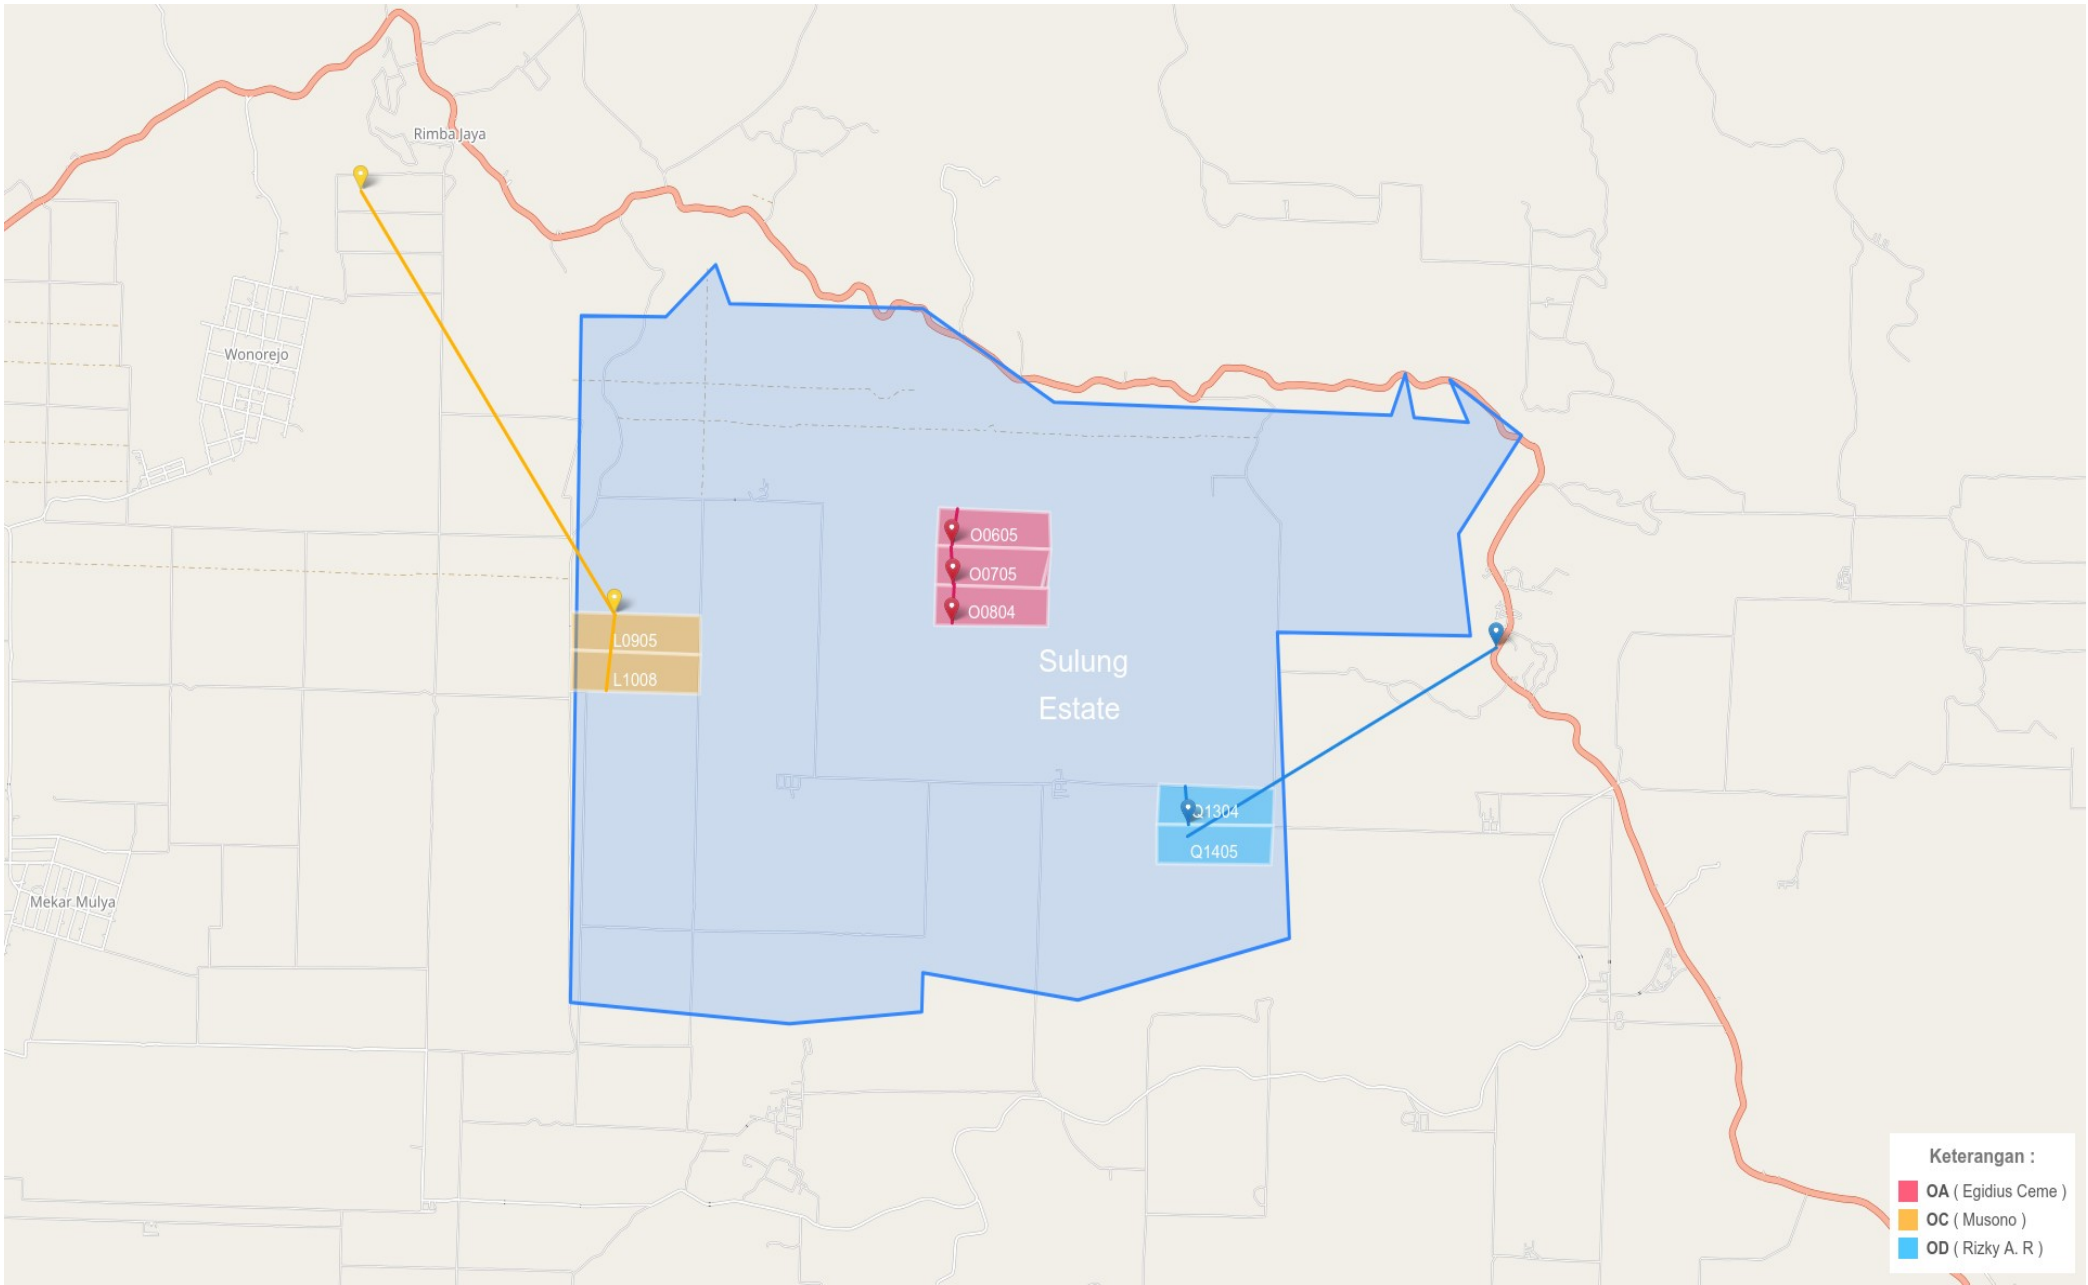 Rimba Jaya
Wonorejo
O0605
O0705
O0804
L0905
L1008
Sulung
Estate
Q1304
Q1405
Mekar Mulya
Keterangan :
OA ( Egidius Ceme )
OC ( Musono )
OD ( Rizky A. R )